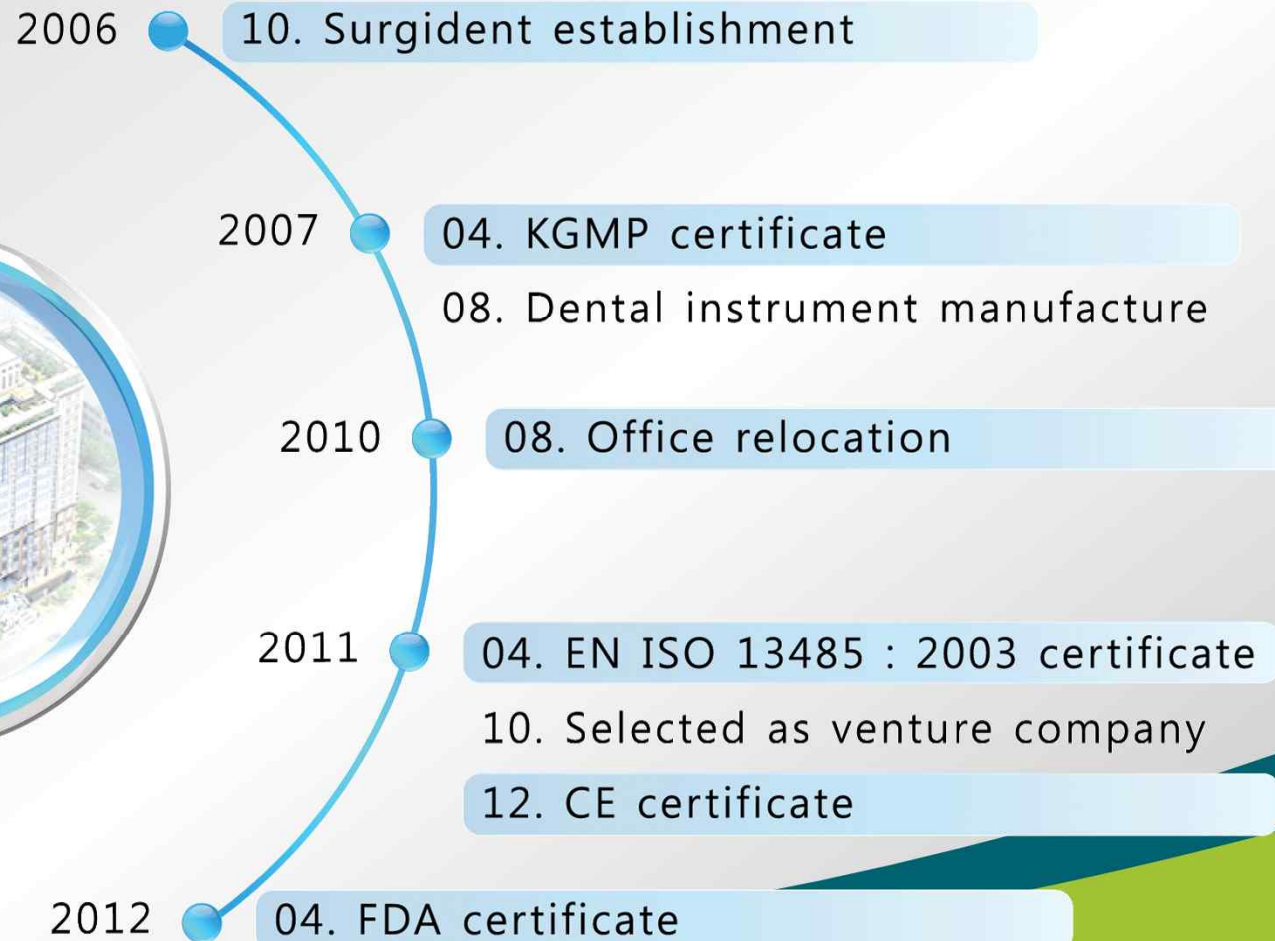 2006 10. Surgident establishment
2007 04. KGMP certificate
08. Dental instrument manufacture
2010 08. Office relocation
2011 04. EN ISO 13485 : 2003 certificate
10. Selected as venture company
12. CE certificate
2012 04. FDA certificate